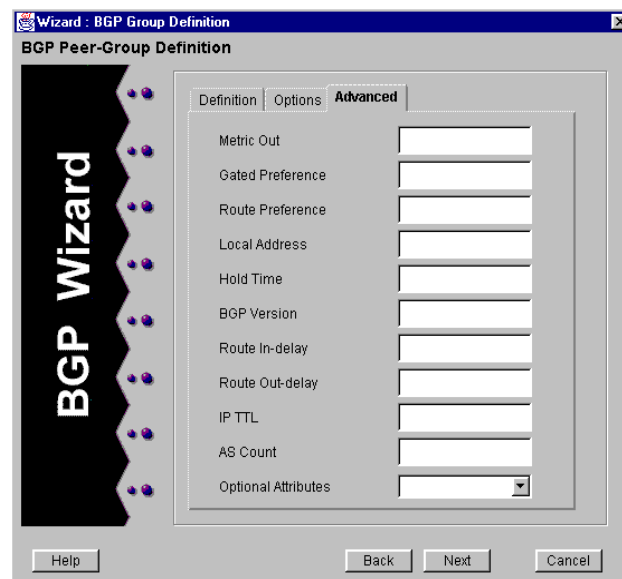 Wizard : BGP Group Definition
BGP Peer-Group Definition
BGP Wizard
Definition Options Advanced
Metric Out
Gated Preference
Route Preference
Local Address
Hold Time
BGP Version
Route In-delay
Route Out-delay
IP TTL
AS Count
Optional Attributes
Help Back Next Cancel